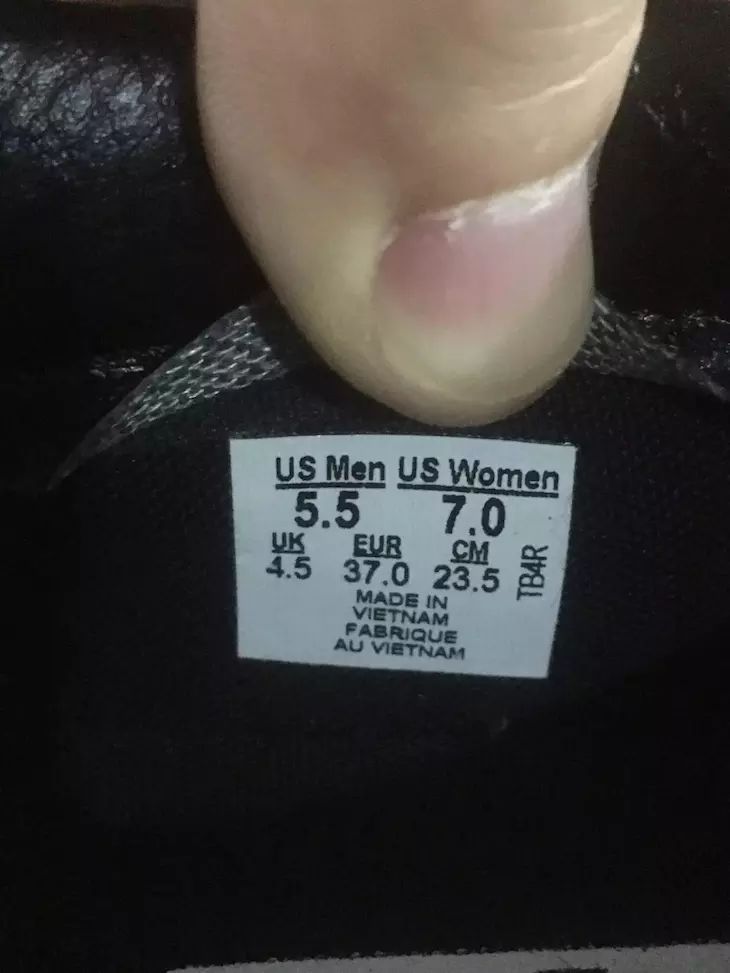 US Men US Women
5.5 7.0
UK EUR CM
4.5 37.0 23.5
TB4R
MADE IN
VIETNAM
FABRIQUE
AU VIETNAM